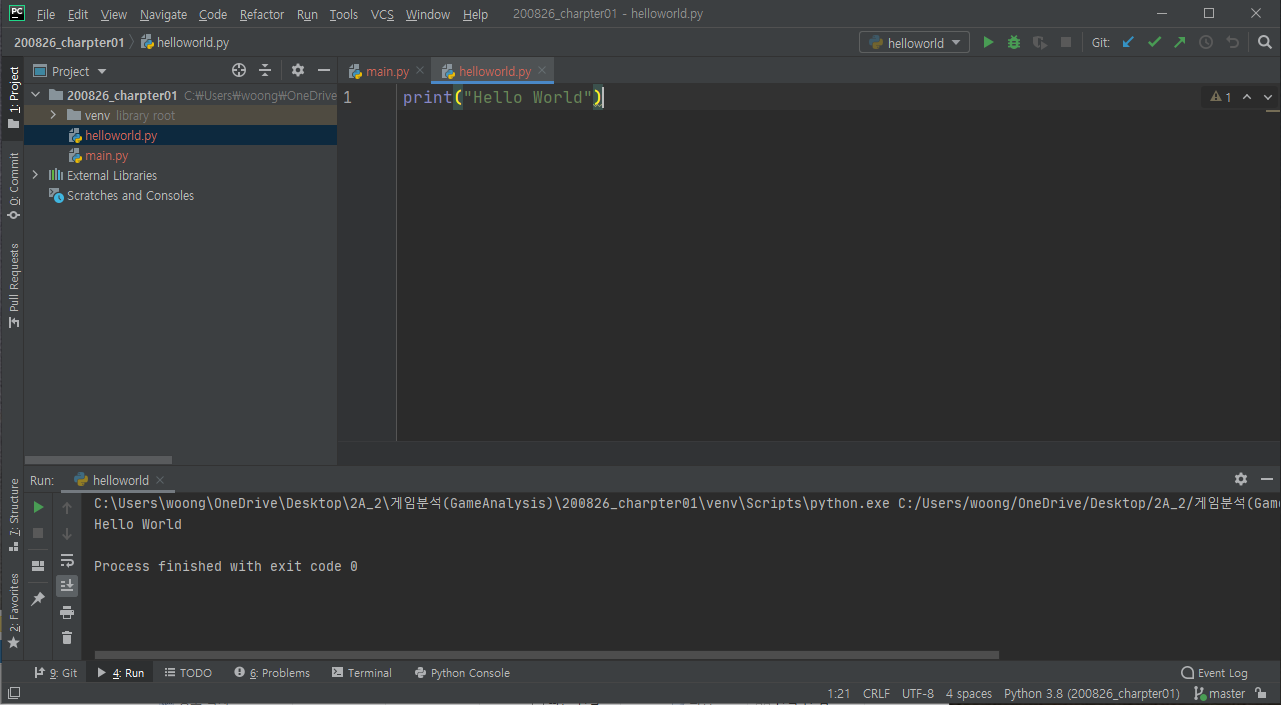 PC File Edit View Navigate Code Refactor Run Tools VCS Window Help 200826_charpter01 - helloworld.py
200826_charpter01 helloworld.py helloworld Git:
1: Project
0: Commit
Pull Requests
7: Structure
2: Favorites
Project
200826_charpter01 C:₩Users₩woong₩OneDrive
venv library root
helloworld.py
main.py
External Libraries
Scratches and Consoles
main.py helloworld.py
1 print("Hello World") 1
Run: helloworld
C:\Users\woong\OneDrive\Desktop\2A_2\게임분석(GameAnalysis)\200826_charpter01\venv\Scripts\python.exe C:/Users/woong/OneDrive/Desktop/2A_2/게임분석(Gam
Hello World
Process finished with exit code 0
9: Git 4: Run TODO 6: Problems Terminal Python Console Event Log
1:21 CRLF UTF-8 4 spaces Python 3.8 (200826_charpter01) master